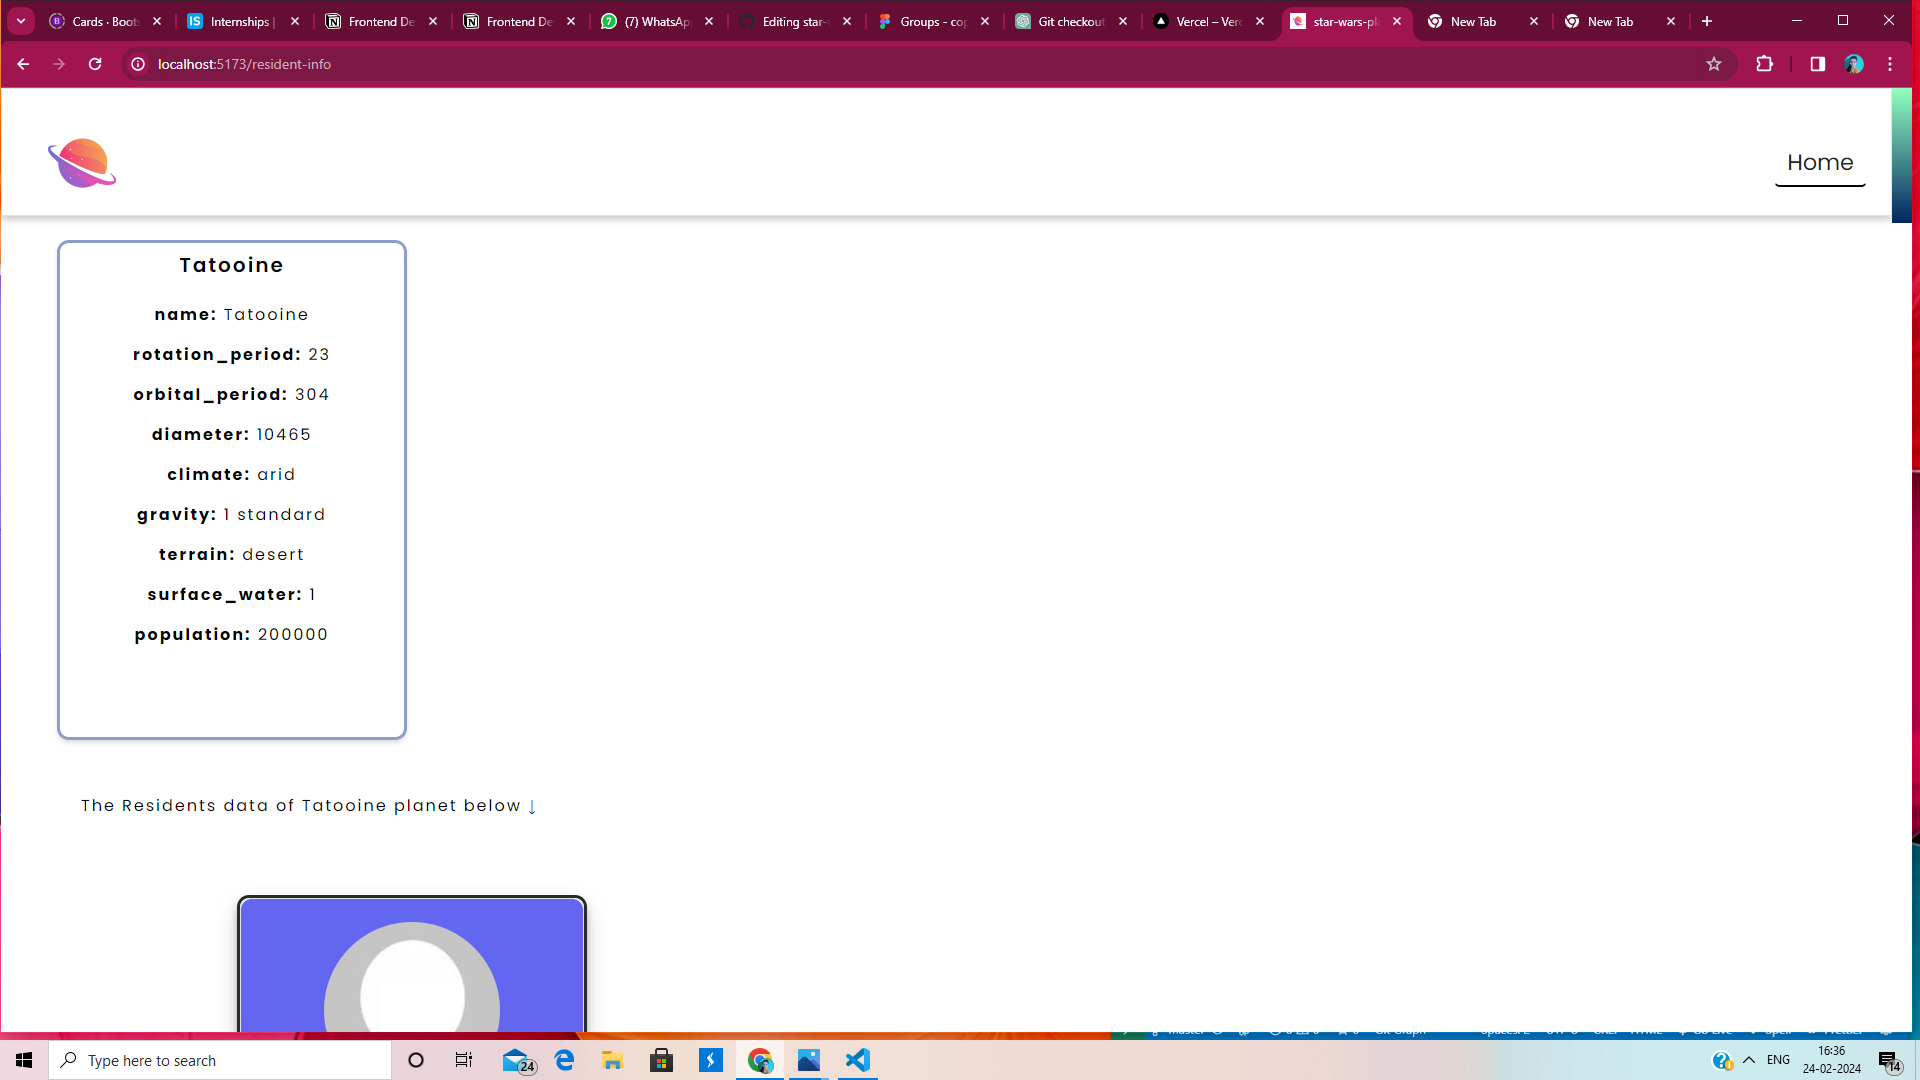 Cards · Boots
Internships |
Frontend De
Frontend De
(7) WhatsAp
Editing star-w
Groups - cop
Git checkout
Vercel – Verc
star-wars-pla
New Tab
New Tab
localhost:5173/resident-info
Home
Tatooine
name: Tatooine
rotation_period: 23
orbital_period: 304
diameter: 10465
climate: arid
gravity: 1 standard
terrain: desert
surface_water: 1
population: 200000
The Residents data of Tatooine planet below ↓
Type here to search
24
ENG
16:36
24-02-2024
14